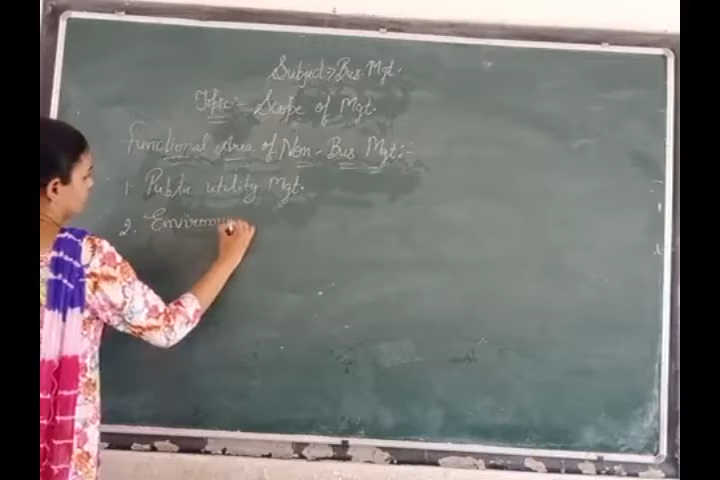 Subject:> Bus. Mgt.
Topic:- Scope of Mgt.
Functional Area of Non-Bus Mgt:-
1. Public utility Mgt.
2. Environm